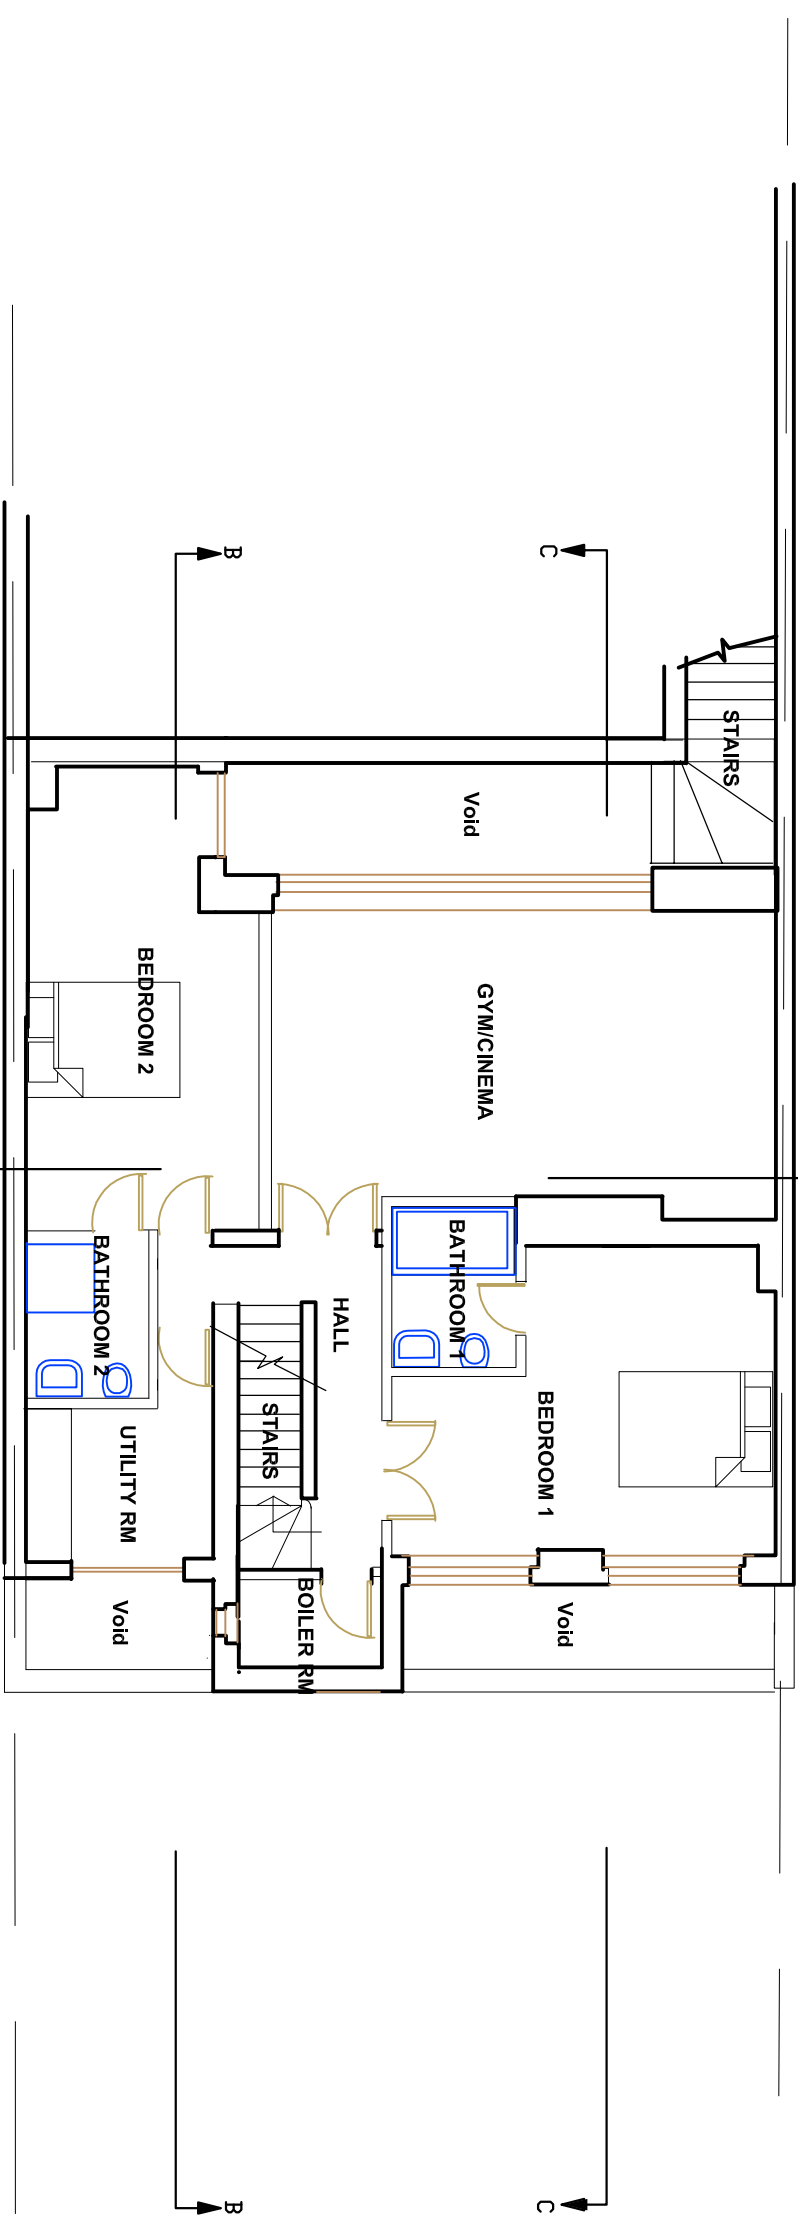 B
C
STAIRS
Void
BEDROOM 2
GYM/CINEMA
BATHROOM 1
BATHROOM 2
HALL
BEDROOM 1
STAIRS
UTILITY RM
BOILER RM
Void
Void
B
C